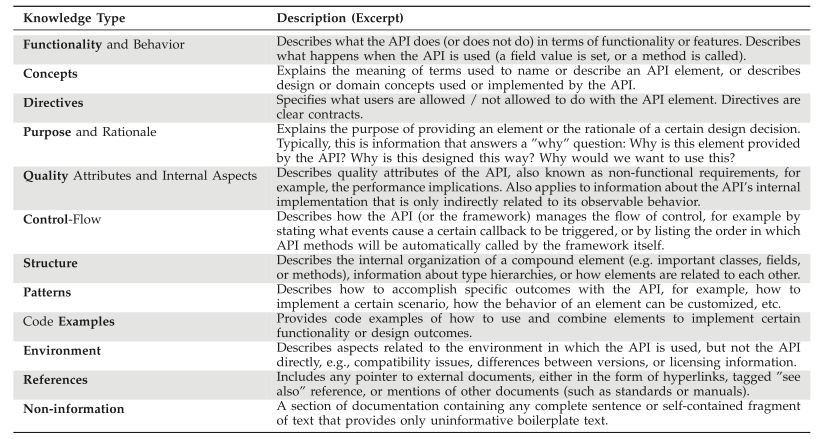 Knowledge Type Description (Excerpt)
Functionality and Behavior Describes what the API does (or does not do) in terms of functionality or features. Describes
what happens when the API is used (a field value is set, or a method is called).
Concepts Explains the meaning of terms used to name or describe an API element, or describes
design or domain concepts used or implemented by the API.
Directives Specifies what users are allowed / not allowed to do with the API element. Directives are
clear contracts.
Purpose and Rationale Explains the purpose of providing an element or the rationale of a certain design decision.
Typically, this is information that answers a "why" question: Why is this element provided
by the API? Why is this designed this way? Why would we want to use this?
Quality Attributes and Internal Aspects Describes quality attributes of the API, also known as non-functional requirements, for
example, the performance implications. Also applies to information about the API's internal
implementation that is only indirectly related to its observable behavior.
Control-Flow Describes how the API (or the framework) manages the flow of control, for example by
stating what events cause a certain callback to be triggered, or by listing the order in which
API methods will be automatically called by the framework itself.
Structure Describes the internal organization of a compound element (e.g. important classes, fields,
or methods), information about type hierarchies, or how elements are related to each other.
Patterns Describes how to accomplish specific outcomes with the API, for example, how to
implement a certain scenario, how the behavior of an element can be customized, etc.
Code Examples Provides code examples of how to use and combine elements to implement certain
functionality or design outcomes.
Environment Describes aspects related to the environment in which the API is used, but not the API
directly, e.g., compatibility issues, differences between versions, or licensing information.
References Includes any pointer to external documents, either in the form of hyperlinks, tagged "see
also" reference, or mentions of other documents (such as standards or manuals).
Non-information A section of documentation containing any complete sentence or self-contained fragment
of text that provides only uninformative boilerplate text.